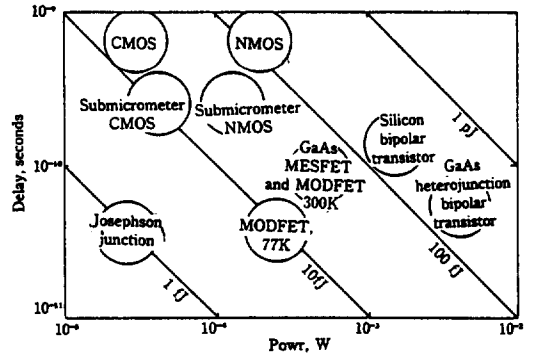 10⁻⁹
CMOS
NMOS
Submicrometer
CMOS
Submicrometer
NMOS
Silicon
bipolar
transistor
1 pJ
GaAs
MESFET
and MODFET
300K
GaAs
heterojunction
bipolar
transistor
10⁻¹⁰
Delay, seconds
Josephson
junction
MODFET,
77K
1 fJ
10fJ
100 fJ
10⁻¹¹
10⁻⁴
10⁻³
10⁻²
Powr, W